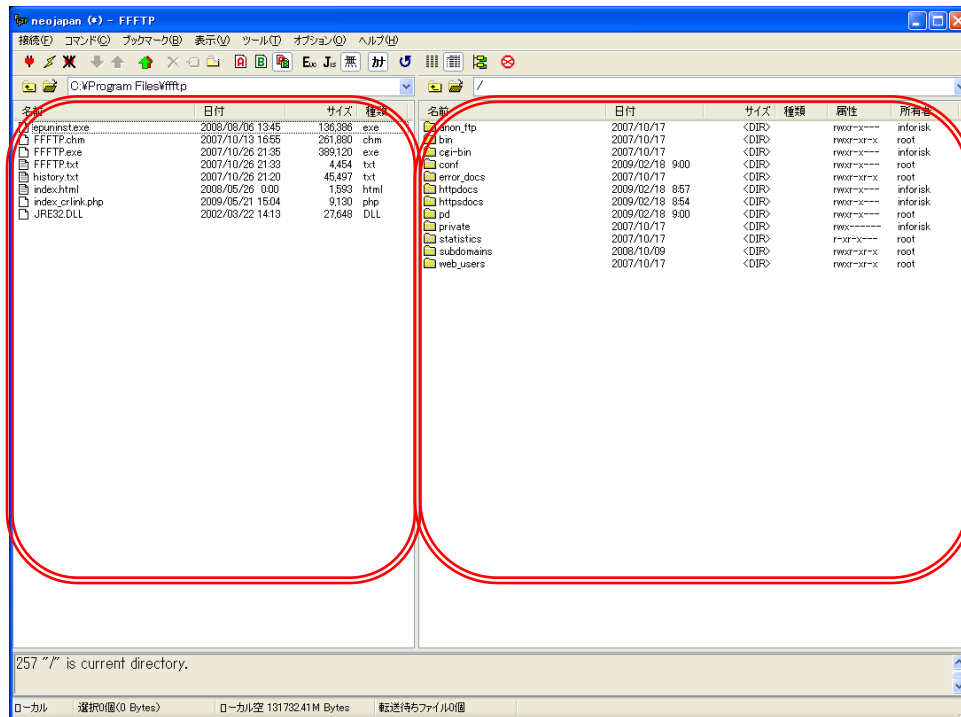 neojapan (*) - FFFTP
接続(F) コマンド(C) ブックマーク(B) 表示(V) ツール(T) オプション(O) ヘルプ(H)
A B Euc Jis 無 カナ
C:¥Program Files¥ffftp /
名前 日付 サイズ 種類
jepuninst.exe 2008/08/06 13:45 136,386 exe
FFFTP.chm 2007/10/13 16:55 261,880 chm
FFFTP.exe 2007/10/26 21:35 389,120 exe
FFFTP.txt 2007/10/26 21:33 4,454 txt
history.txt 2007/10/26 21:20 45,497 txt
index.html 2008/05/26 0:00 1,593 html
index_crlink.php 2009/05/21 15:04 9,130 php
JRE32.DLL 2002/03/22 14:13 27,648 DLL
名前 日付 サイズ 種類 属性 所有者
anon_ftp 2007/10/17 <DIR> rwxr-x--- inforisk
bin 2007/10/17 <DIR> rwxr-xr-x root
cgi-bin 2007/10/17 <DIR> rwxr-x--- inforisk
conf 2009/02/18 9:00 <DIR> rwxr-x--- root
error_docs 2007/10/17 <DIR> rwxr-xr-x root
httpdocs 2009/02/18 8:57 <DIR> rwxr-x--- inforisk
httpsdocs 2009/02/18 8:54 <DIR> rwxr-x--- inforisk
pd 2009/02/18 9:00 <DIR> rwxr-x--- root
private 2007/10/17 <DIR> rwx------ inforisk
statistics 2007/10/17 <DIR> r-xr-x--- root
subdomains 2008/10/09 <DIR> rwxr-xr-x root
web_users 2007/10/17 <DIR> rwxr-xr-x root
257 "/" is current directory.
ローカル 選択0個(0 Bytes) ローカル空 131732.41M Bytes 転送待ちファイル0個